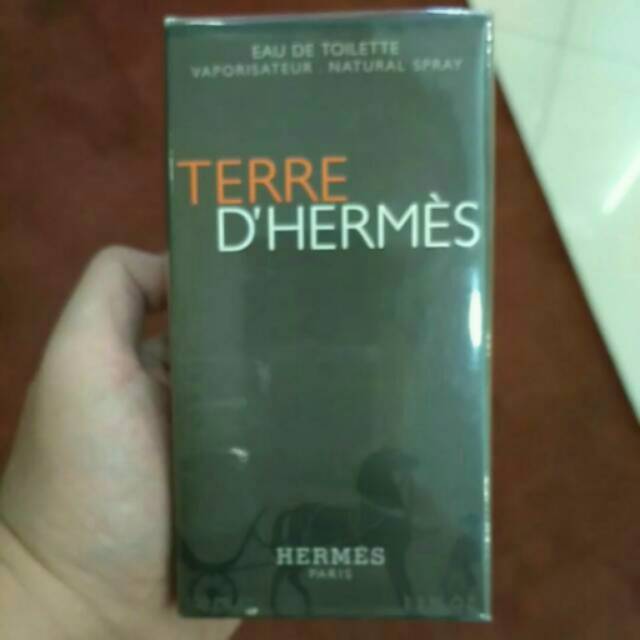 EAU DE TOILETTE
VAPORISATEUR . NATURAL SPRAY
TERRE
D'HERMÈS
HERMÈS
PARIS